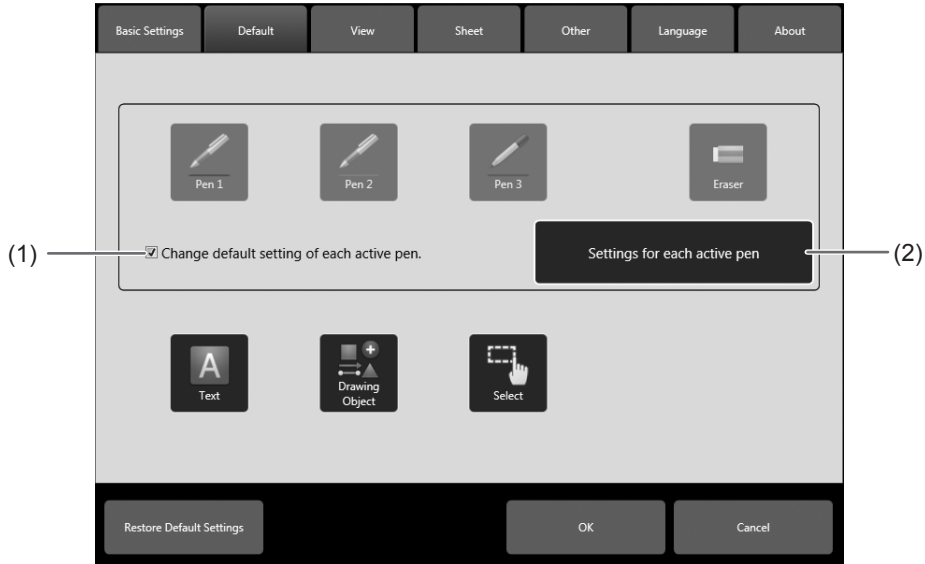 Basic Settings Default View Sheet Other Language About
Pen 1 Pen 2 Pen 3 Eraser
(1) Change default setting of each active pen. Settings for each active pen (2)
A
Text Drawing Object Select
Restore Default Settings OK Cancel